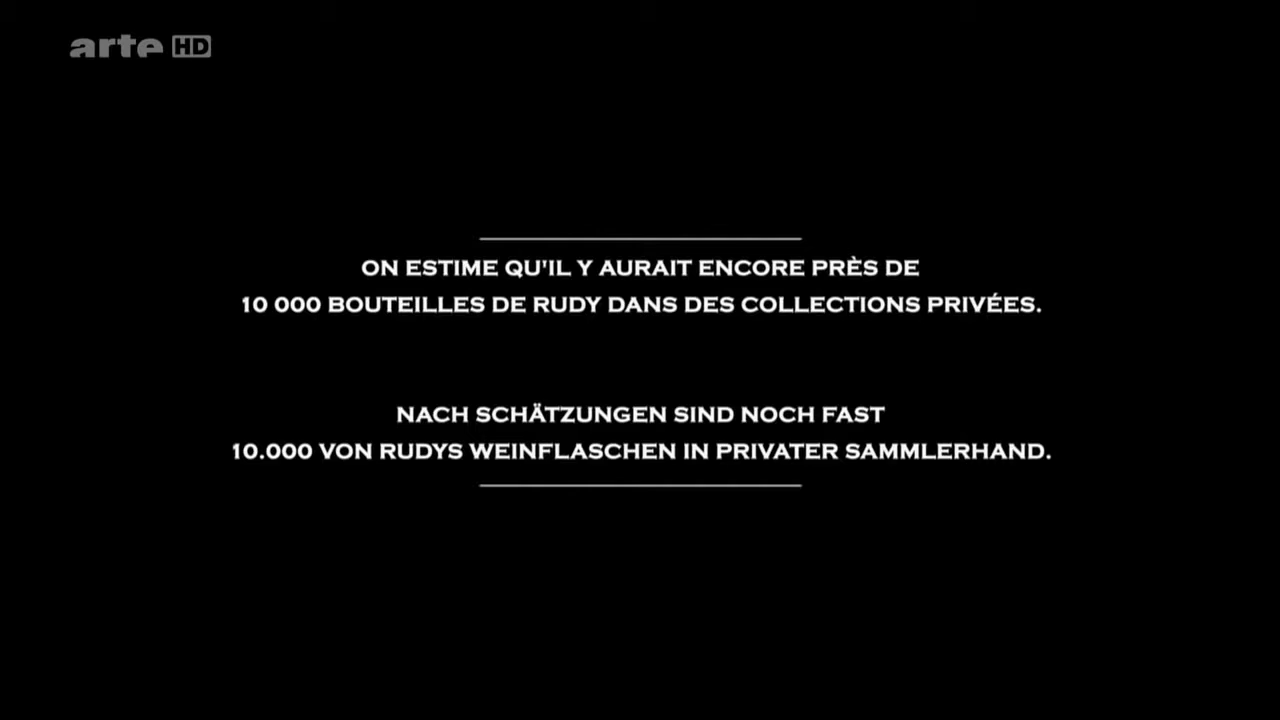 arte HD
ON ESTIME QU'IL Y AURAIT ENCORE PRÈS DE
10 000 BOUTEILLES DE RUDY DANS DES COLLECTIONS PRIVÉES.
NACH SCHÄTZUNGEN SIND NOCH FAST
10.000 VON RUDYS WEINFLASCHEN IN PRIVATER SAMMLERHAND.